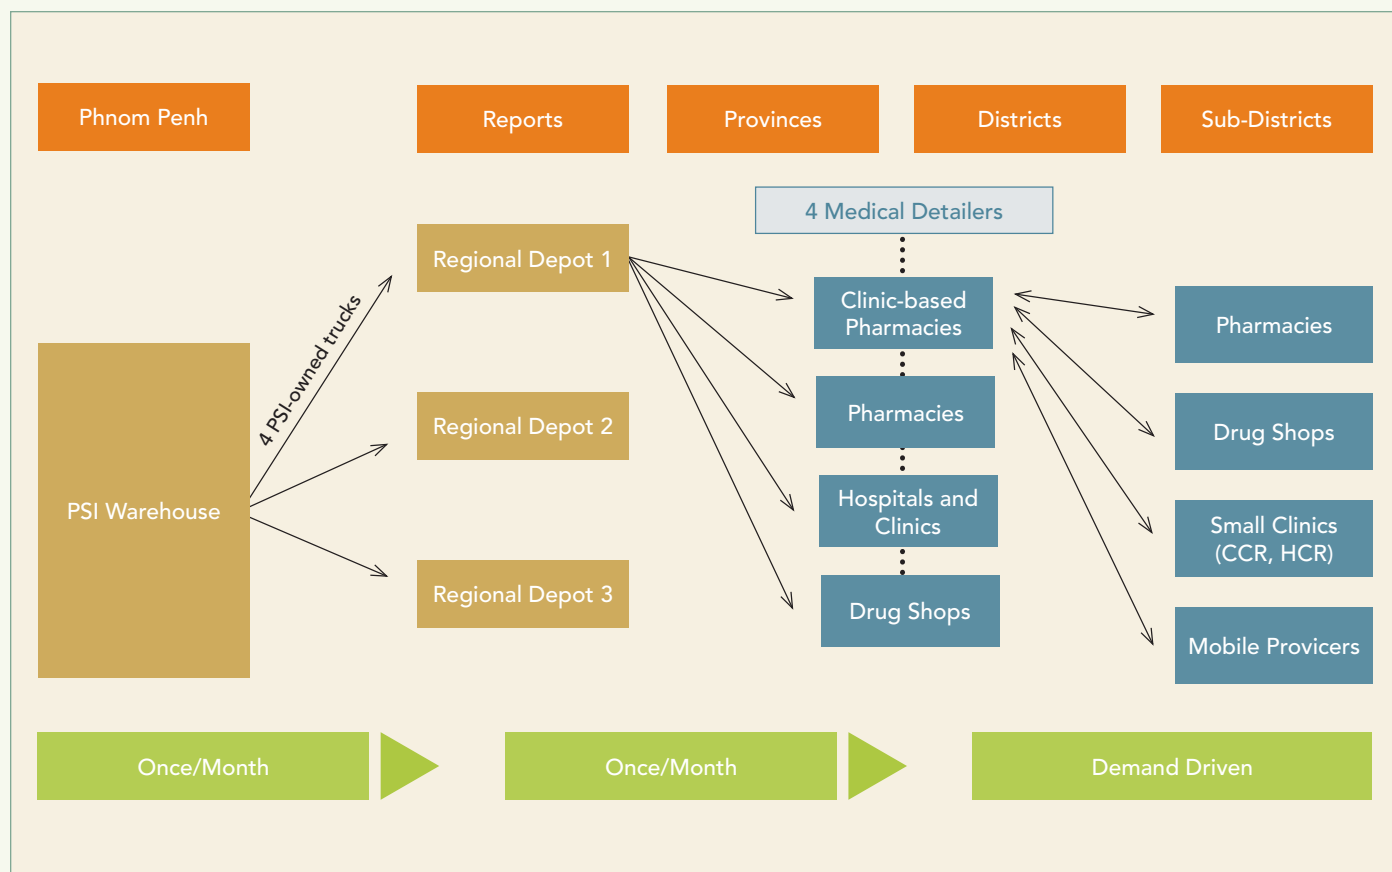 Phnom Penh
Reports
Provinces
Districts
Sub-Districts
4 Medical Detailers
Regional Depot 1
Clinic-based
Pharmacies
Pharmacies
4 PSI-owned trucks
PSI Warehouse
Regional Depot 2
Pharmacies
Drug Shops
Hospitals and
Clinics
Small Clinics
(CCR, HCR)
Regional Depot 3
Drug Shops
Mobile Provicers
Once/Month
Once/Month
Demand Driven